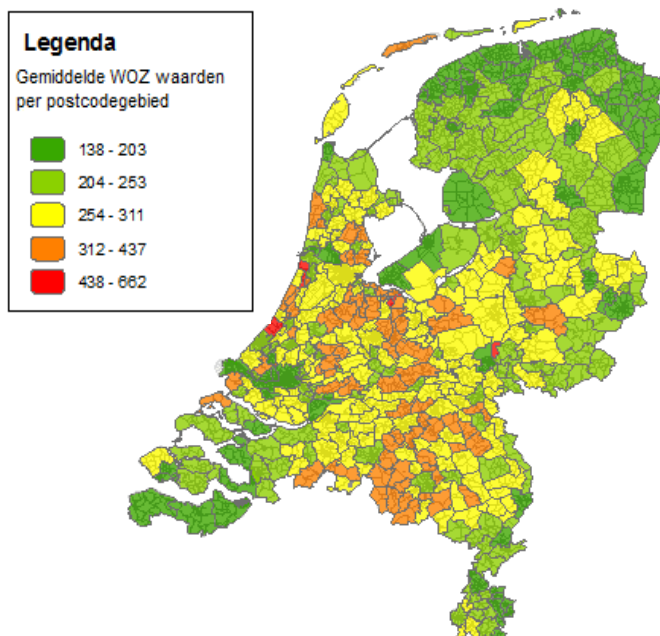 Legenda
Gemiddelde WOZ waarden
per postcodegebied
138 - 203
204 - 253
254 - 311
312 - 437
438 - 662